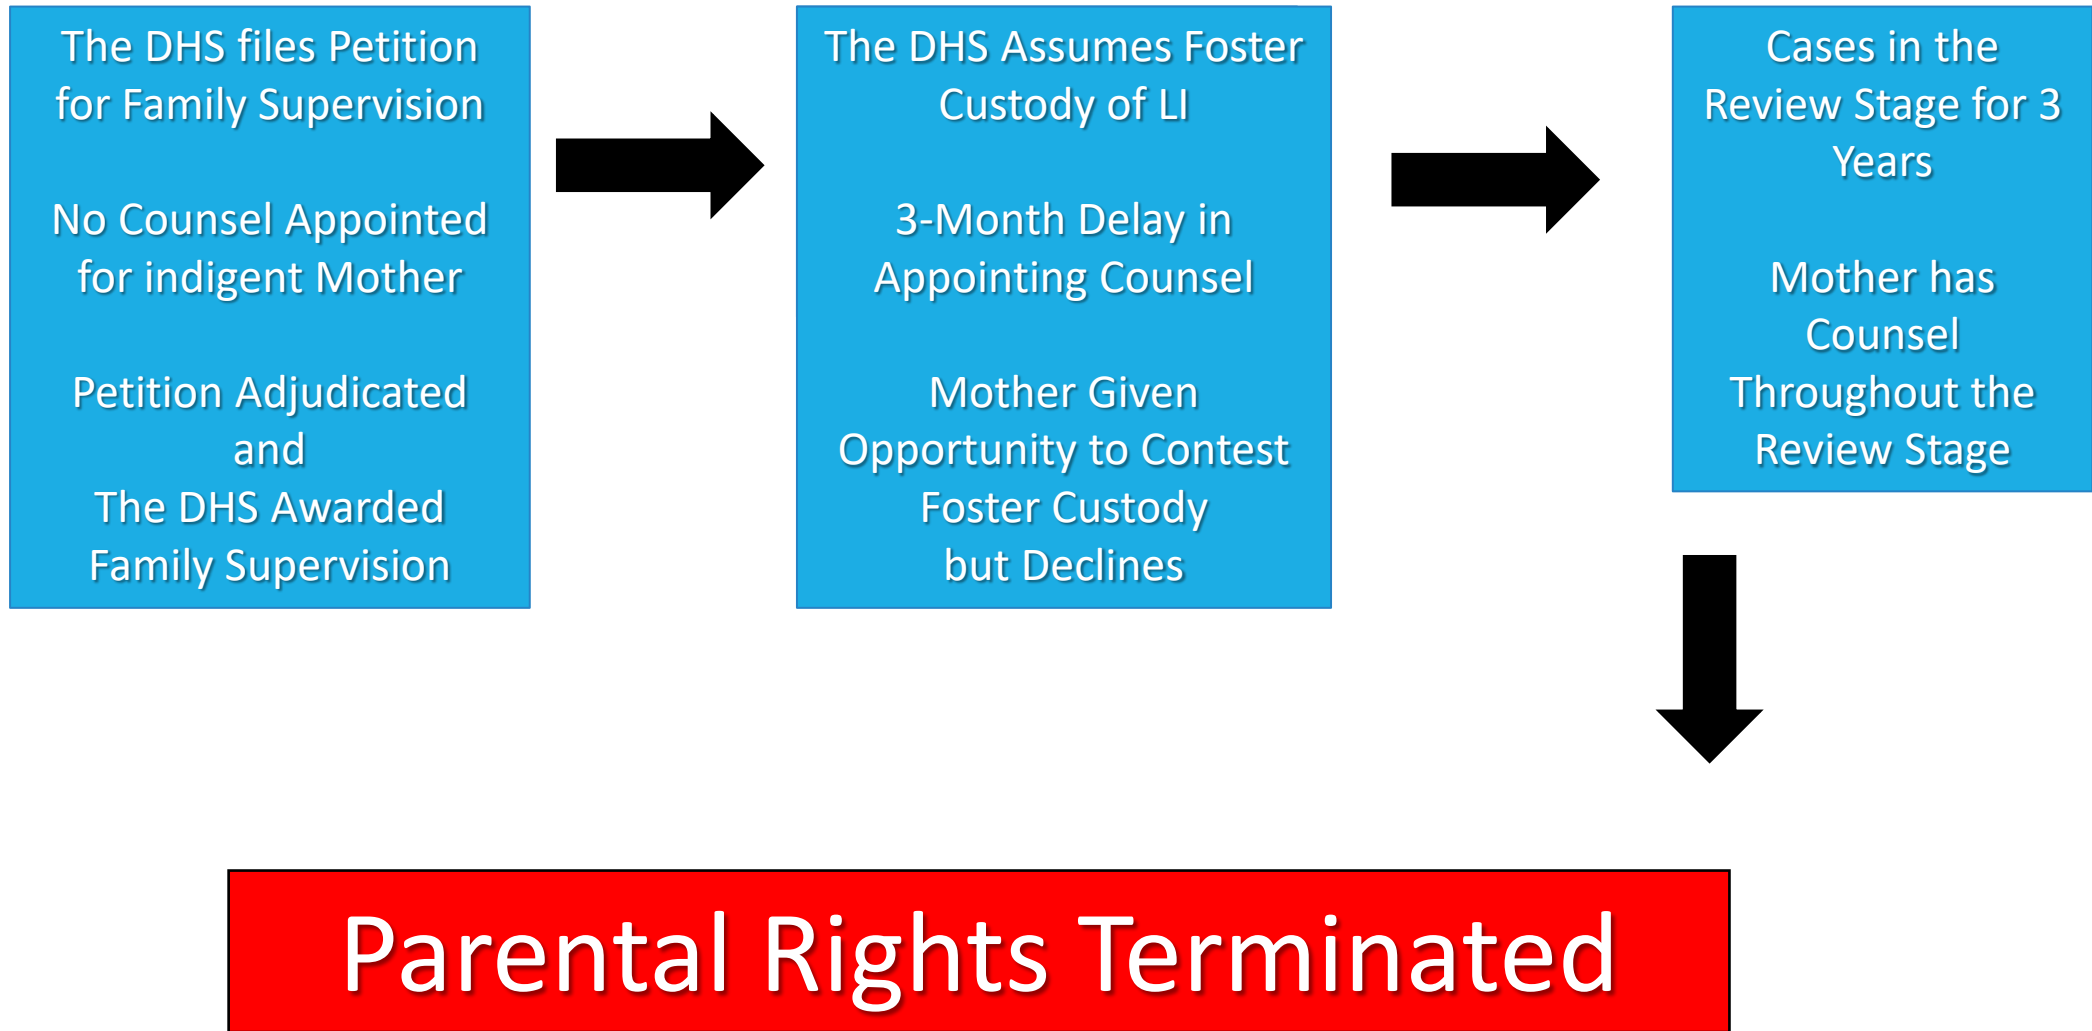 The DHS files Petition
for Family Supervision
No Counsel Appointed
for indigent Mother
Petition Adjudicated
and
The DHS Awarded
Family Supervision
The DHS Assumes Foster
Custody of LI
3-Month Delay in
Appointing Counsel
Mother Given
Opportunity to Contest
Foster Custody
but Declines
Cases in the
Review Stage for 3
Years
Mother has
Counsel
Throughout the
Review Stage
Parental Rights Terminated